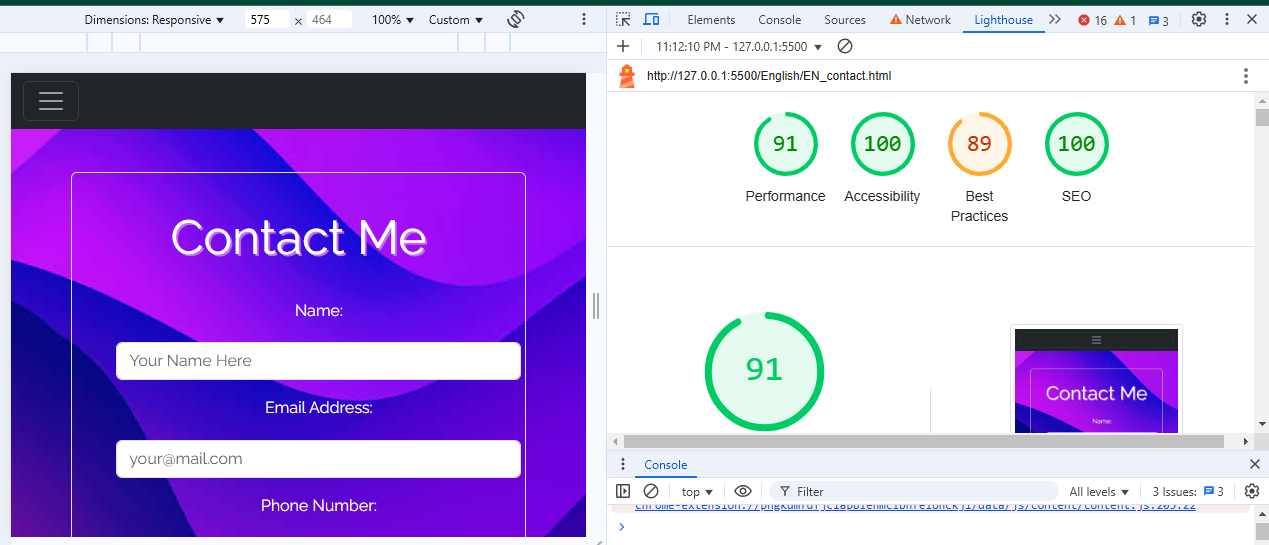 Dimensions: Responsive 575 × 464 100% Custom
Elements Console Sources Network Lighthouse 16 1 3
11:12:10 PM - 127.0.0.1:5500
http://127.0.0.1:5500/English/EN_contact.html
91 100 89 100
Performance Accessibility Best Practices SEO
91
Contact Me
Name:
Your Name Here
Email Address:
your@mail.com
Phone Number:
Contact Me
Name:
Console
top Filter All levels 3 Issues: 3